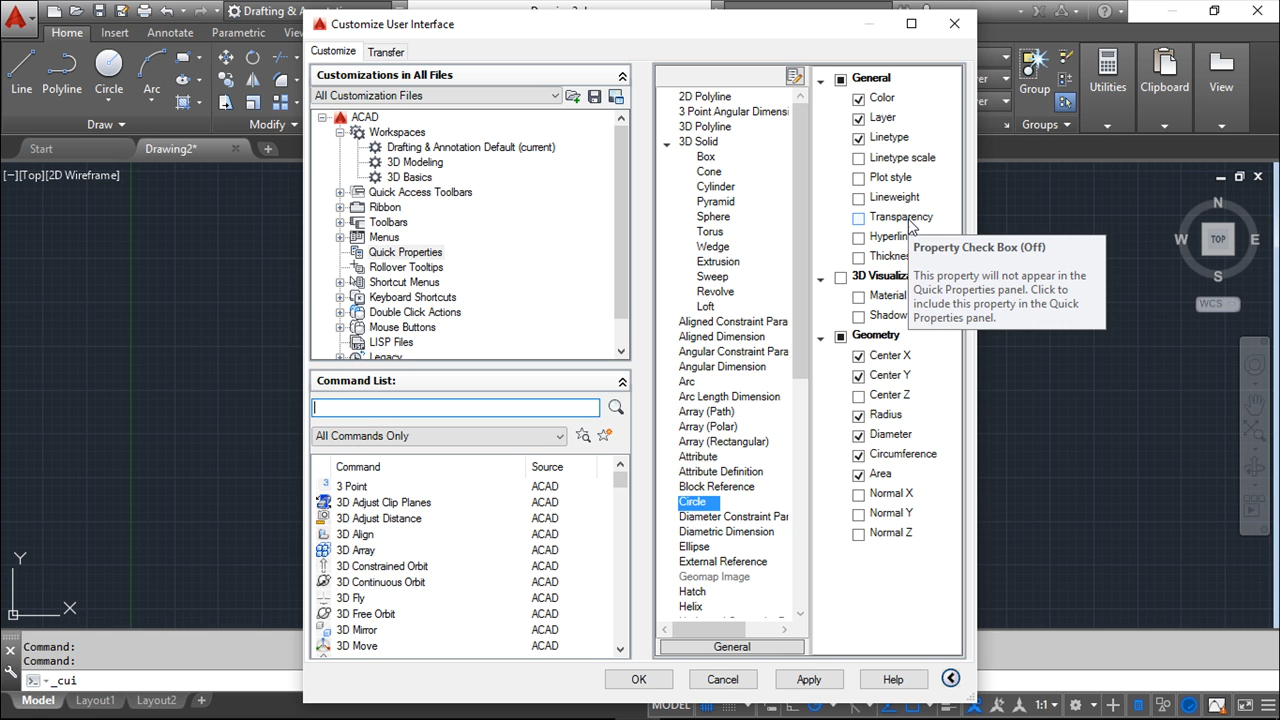 Drafting & Annotation
Customize User Interface
Home
Insert
Annotate
Parametric
Customize
Transfer
Line
Polyline
Draw
Modify
Group
Groups
Utilities
Clipboard
View
Start
Drawing2*
[−][Top][2D Wireframe]
Customizations in All Files
All Customization Files
ACAD
Workspaces
Drafting & Annotation Default (current)
3D Modeling
3D Basics
Quick Access Toolbars
Ribbon
Toolbars
Menus
Quick Properties
Rollover Tooltips
Shortcut Menus
Keyboard Shortcuts
Double Click Actions
Mouse Buttons
LISP Files
Legacy
Command List:
All Commands Only
Command Source
3 Point ACAD
3D Adjust Clip Planes ACAD
3D Adjust Distance ACAD
3D Align ACAD
3D Array ACAD
3D Constrained Orbit ACAD
3D Continuous Orbit ACAD
3D Fly ACAD
3D Free Orbit ACAD
3D Mirror ACAD
3D Move ACAD
2D Polyline
3 Point Angular Dimensi
3D Polyline
3D Solid
Box
Cone
Cylinder
Pyramid
Sphere
Torus
Wedge
Extrusion
Sweep
Revolve
Loft
Aligned Constraint Para
Aligned Dimension
Angular Constraint Para
Angular Dimension
Arc
Arc Length Dimension
Array (Path)
Array (Polar)
Array (Rectangular)
Attribute
Attribute Definition
Block Reference
Circle
Diameter Constraint Par
Diametric Dimension
Ellipse
External Reference
Geomap Image
Hatch
Helix
General
General
Color
Layer
Linetype
Linetype scale
Plot style
Lineweight
Transparency
Hyperlin
Thicknes
3D Visualiza
Material
Shadow
Geometry
Center X
Center Y
Center Z
Radius
Diameter
Circumference
Area
Normal X
Normal Y
Normal Z
Property Check Box (Off)
This property will not appear in the
Quick Properties panel. Click to
include this property in the Quick
Properties panel.
N
W TOP E
S
WCS
Y
X
Command:
Command:
_cui
OK
Cancel
Apply
Help
Model
Layout1
Layout2
MODEL
1:1